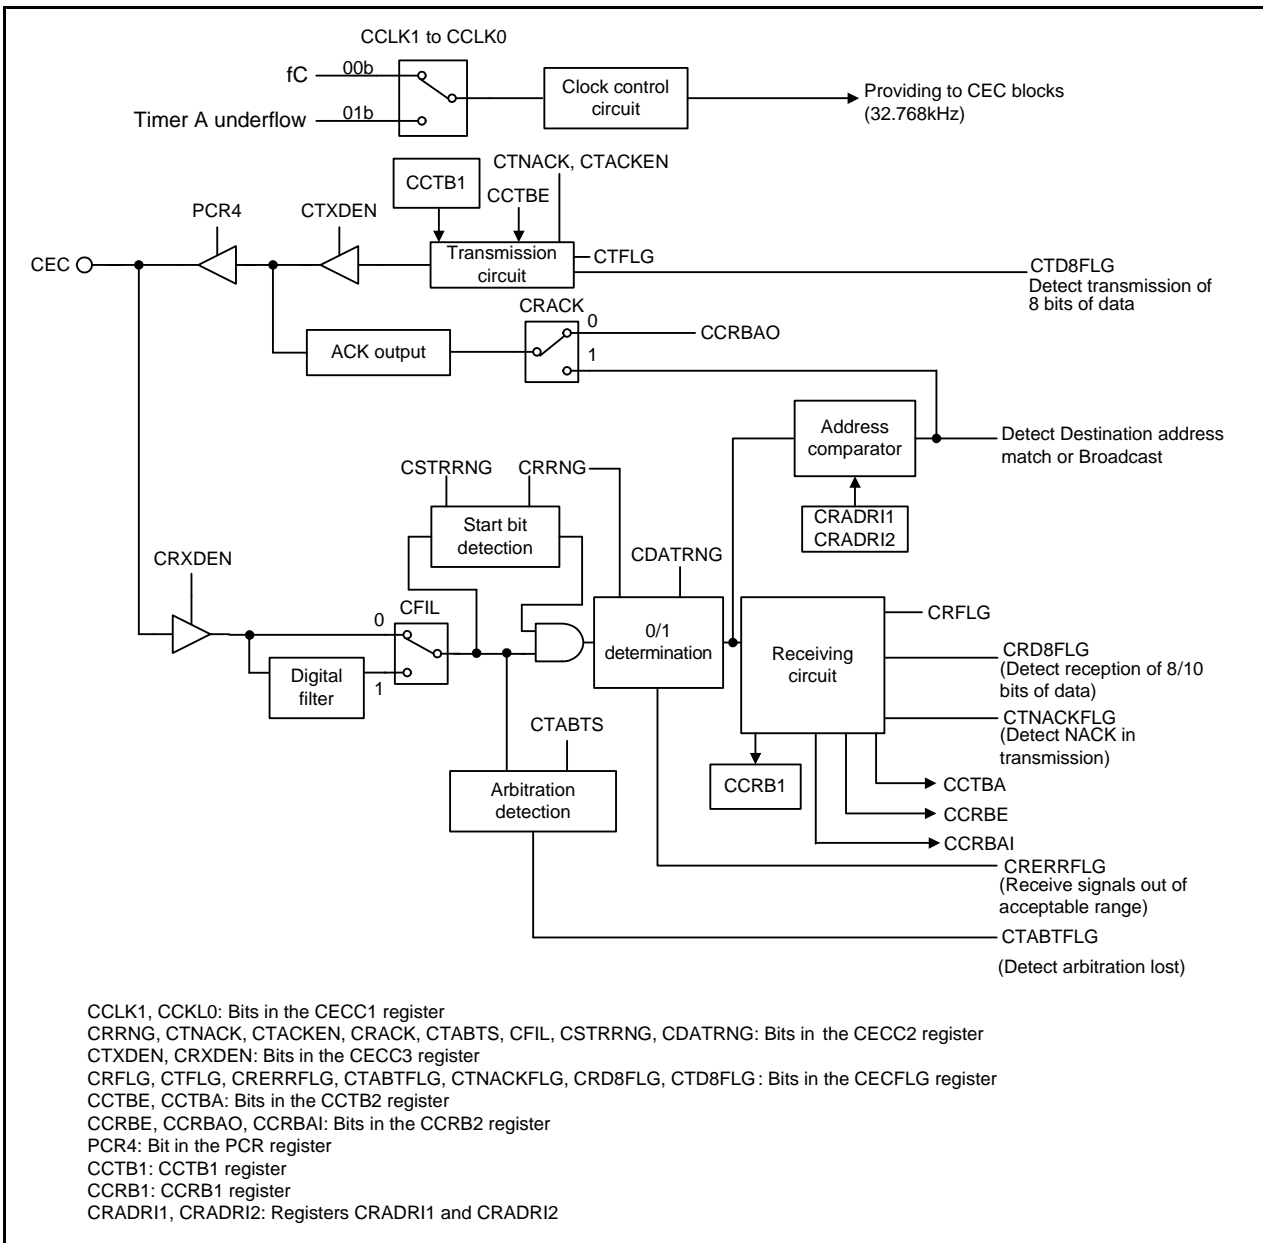 CCLK1 to CCLK0
fC
00b
Timer A underflow
01b
Clock control
circuit
Providing to CEC blocks
(32.768kHz)
CTNACK, CTACKEN
CCTB1
CCTBE
PCR4
CTXDEN
CEC
Transmission
circuit
CTFLG
CTD8FLG
Detect transmission of
8 bits of data
CRACK
0
CCRBAO
ACK output
1
Address
comparator
Detect Destination address
match or Broadcast
CSTRRNG
CRRNG
CRADRI1
CRADRI2
Start bit
detection
CDATRNG
CRXDEN
CFIL
0
0/1
determination
Receiving
circuit
CRFLG
CRD8FLG
(Detect reception of 8/10
bits of data)
Digital
filter
1
CTNACKFLG
(Detect NACK in
transmission)
CTABTS
CCRB1
CCTBA
Arbitration
detection
CCRBE
CCRBAI
CRERRFLG
(Receive signals out of
acceptable range)
CTABTFLG
(Detect arbitration lost)
CCLK1, CCKL0: Bits in the CECC1 register
CRRNG, CTNACK, CTACKEN, CRACK, CTABTS, CFIL, CSTRRNG, CDATRNG: Bits in the CECC2 register
CTXDEN, CRXDEN: Bits in the CECC3 register
CRFLG, CTFLG, CRERRFLG, CTABTFLG, CTNACKFLG, CRD8FLG, CTD8FLG: Bits in the CECFLG register
CCTBE, CCTBA: Bits in the CCTB2 register
CCRBE, CCRBAO, CCRBAI: Bits in the CCRB2 register
PCR4: Bit in the PCR register
CCTB1: CCTB1 register
CCRB1: CCRB1 register
CRADRI1, CRADRI2: Registers CRADRI1 and CRADRI2